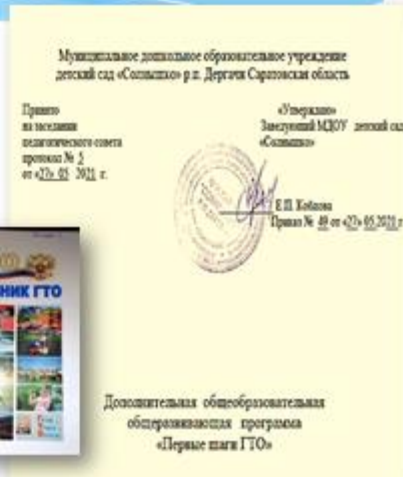 Муниципальное дошкольное образовательное учреждение
детский сад «Солнышко» р.п. Дергачи Саратовская область
Принято
на заседании
педагогического совета
протокол № 5
от «27» 05 2021 г.
«Утверждаю»
Заведующий МДОУ детский сад
«Солнышко»
Е.П. Кобзова
Приказ № 49 от «27» 05.2021 г
НИК ГТО
Дополнительная общеобразовательная
общеразвивающая программа
«Первые шаги ГТО»